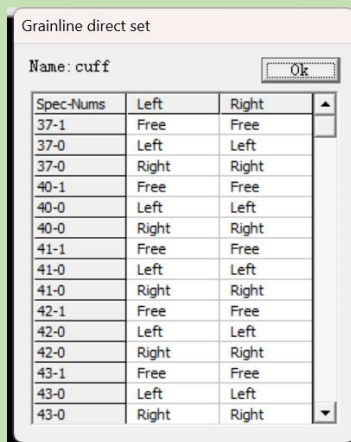 Grainline direct set
Name:cuff
Ok
Spec-Nums Left Right
37-1 Free Free
37-0 Left Left
37-0 Right Right
40-1 Free Free
40-0 Left Left
40-0 Right Right
41-1 Free Free
41-0 Left Left
41-0 Right Right
42-1 Free Free
42-0 Left Left
42-0 Right Right
43-1 Free Free
43-0 Left Left
43-0 Right Right